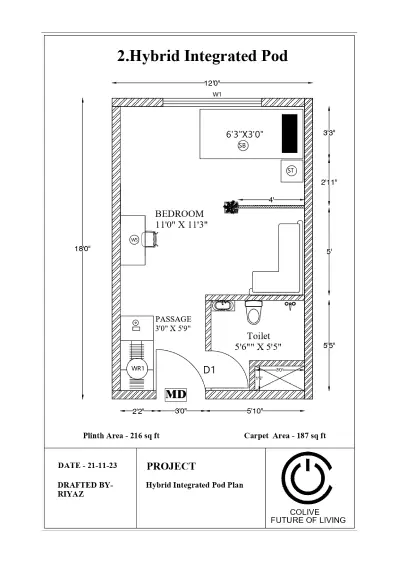 2.Hybrid Integrated Pod
12'0"
W1
6'3"X3'0"
SB
3'3"
ST
2'11"
4'
BEDROOM
11'0" X 11'3"
WS
18'0"
5'
PASSAGE
3'0" X 5'9"
Toilet
5'6"" X 5'5"
5'5"
WR1
D1
MD
2'2"
3'0"
5'10"
Plinth Area - 216 sq ft
Carpet Area - 187 sq ft
DATE - 21-11-23
PROJECT
DRAFTED BY-
RIYAZ
Hybrid Integrated Pod Plan
COLIVE
FUTURE OF LIVING